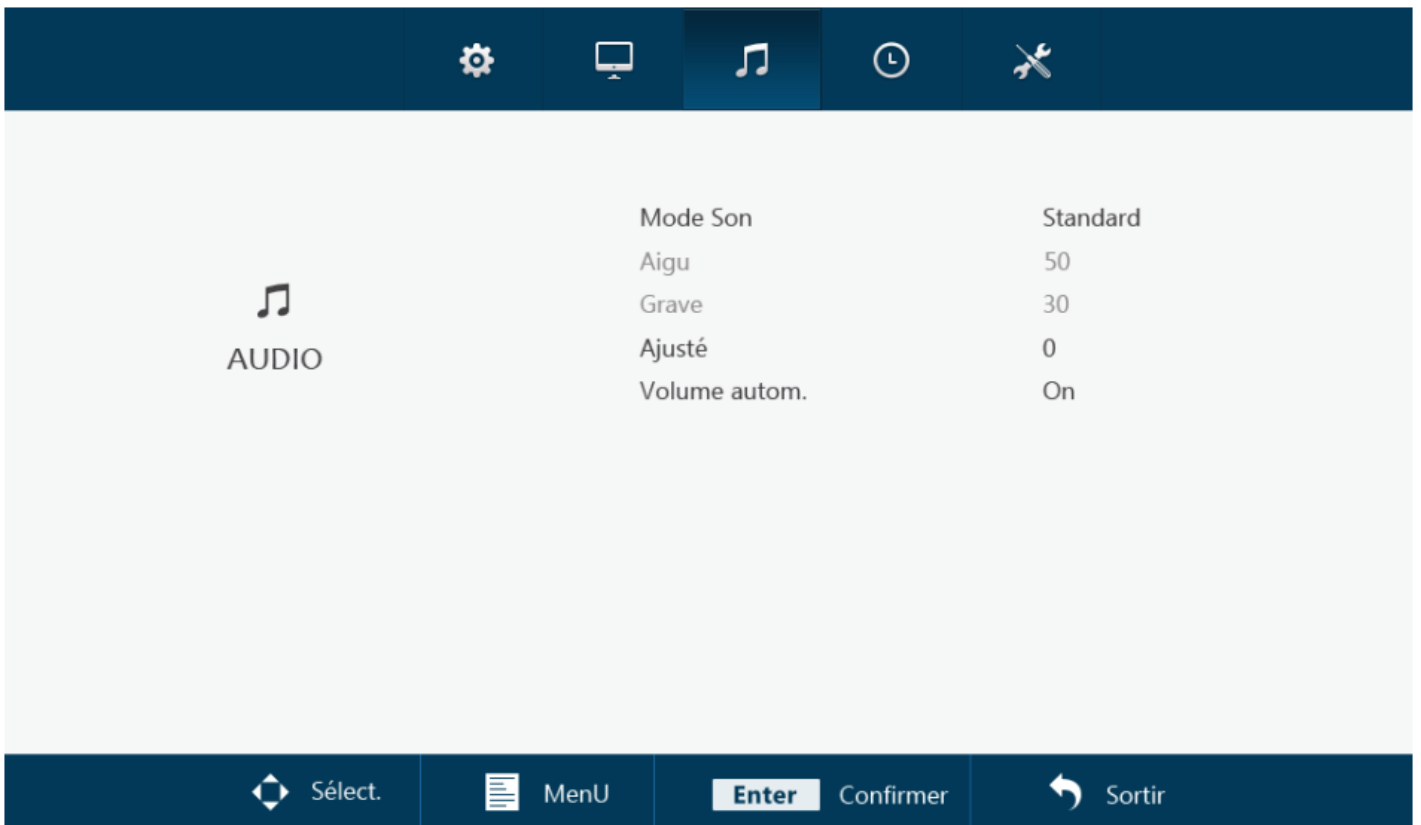 Mode Son Standard
Aigu 50
Grave 30
Ajusté 0
Volume autom. On
AUDIO
Sélect. MenU Enter Confirmer Sortir